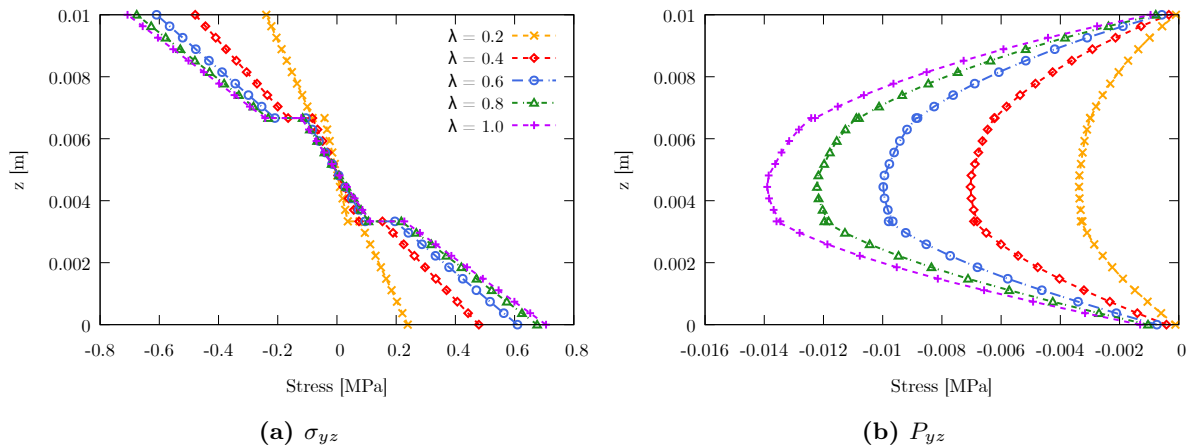 0.01
0.008
0.006
0.004
0.002
0
z [m]
λ = 0.2
λ = 0.4
λ = 0.6
λ = 0.8
λ = 1.0
-0.8 -0.6 -0.4 -0.2 0 0.2 0.4 0.6 0.8
Stress [MPa]
(a) σyz
0.01
0.008
0.006
0.004
0.002
0
z [m]
-0.016 -0.014 -0.012 -0.01 -0.008 -0.006 -0.004 -0.002 0
Stress [MPa]
(b) Pyz